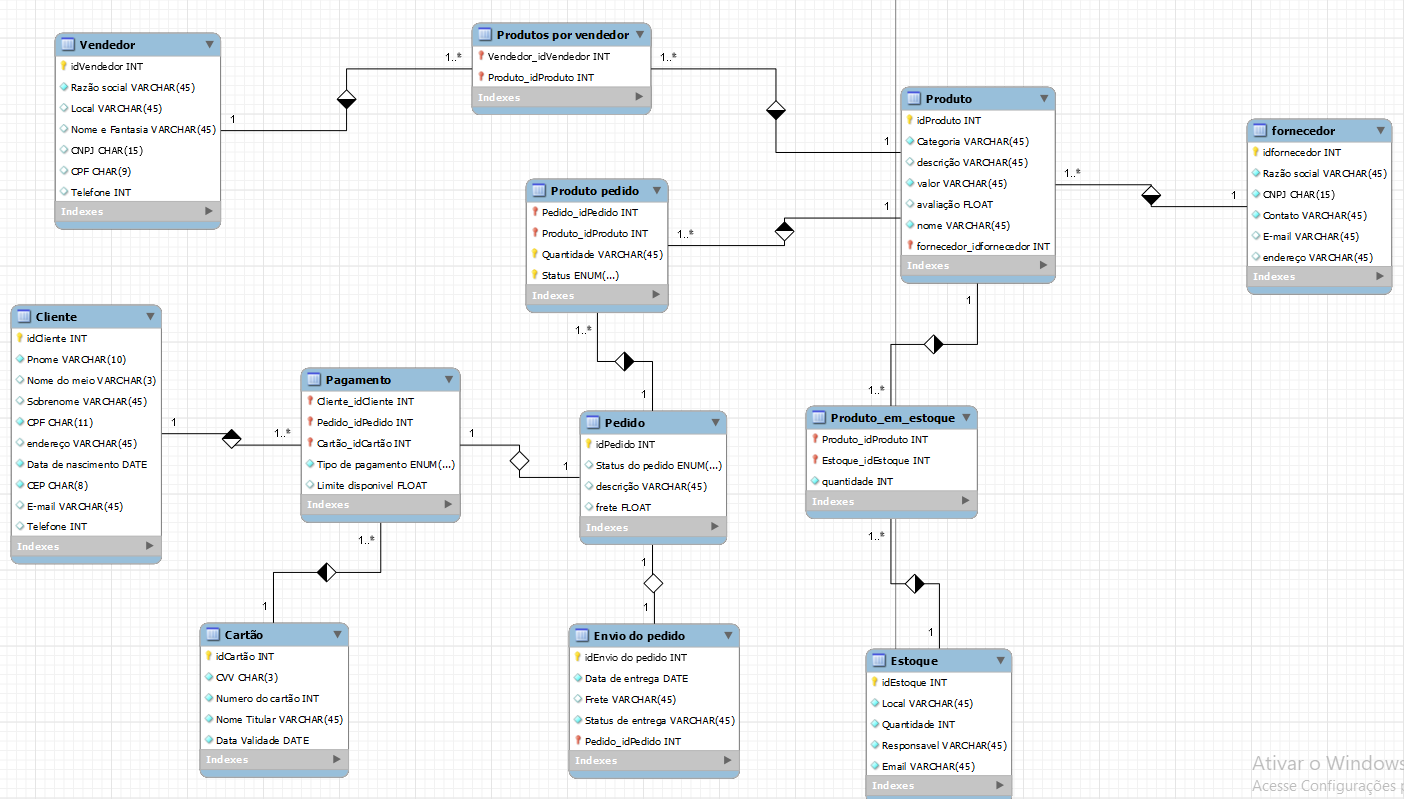 Vendedor
idVendedor INT
Razão social VARCHAR(45)
Local VARCHAR(45)
Nome e Fantasia VARCHAR(45)
CNPJ CHAR(15)
CPF CHAR(9)
Telefone INT
Indexes
1
1..*
Produtos por vendedor
Vendedor_idVendedor INT
Produto_idProduto INT
Indexes
1..*
1
Produto
idProduto INT
Categoria VARCHAR(45)
descrição VARCHAR(45)
valor VARCHAR(45)
avaliação FLOAT
nome VARCHAR(45)
fornecedor_idfornecedor INT
Indexes
1..*
1
fornecedor
idfornecedor INT
Razão social VARCHAR(45)
CNPJ CHAR(15)
Contato VARCHAR(45)
E-mail VARCHAR(45)
endereço VARCHAR(45)
Indexes
Produto pedido
Pedido_idPedido INT
Produto_idProduto INT
Quantidade VARCHAR(45)
Status ENUM(...)
Indexes
1..*
1
1..*
1
Cliente
idCliente INT
Pnome VARCHAR(10)
Nome do meio VARCHAR(3)
Sobrenome VARCHAR(45)
CPF CHAR(11)
endereço VARCHAR(45)
Data de nascimento DATE
CEP CHAR(8)
E-mail VARCHAR(45)
Telefone INT
Indexes
1
1..*
Pagamento
Cliente_idCliente INT
Pedido_idPedido INT
Cartão_idCartão INT
Tipo de pagamento ENUM(...)
Limite disponivel FLOAT
Indexes
1
1
1..*
1
Pedido
idPedido INT
Status do pedido ENUM(...)
descrição VARCHAR(45)
frete FLOAT
Indexes
1
1
1
1..*
Produto_em_estoque
Produto_idProduto INT
Estoque_idEstoque INT
quantidade INT
Indexes
1..*
1
Cartão
idCartão INT
CVV CHAR(3)
Numero do cartão INT
Nome Titular VARCHAR(45)
Data Validade DATE
Indexes
Envio do pedido
idEnvio do pedido INT
Data de entrega DATE
Frete VARCHAR(45)
Status de entrega VARCHAR(45)
Pedido_idPedido INT
Indexes
Estoque
idEstoque INT
Local VARCHAR(45)
Quantidade INT
Responsavel VARCHAR(45)
Email VARCHAR(45)
Indexes
Ativar o Windows
Acesse Configurações p